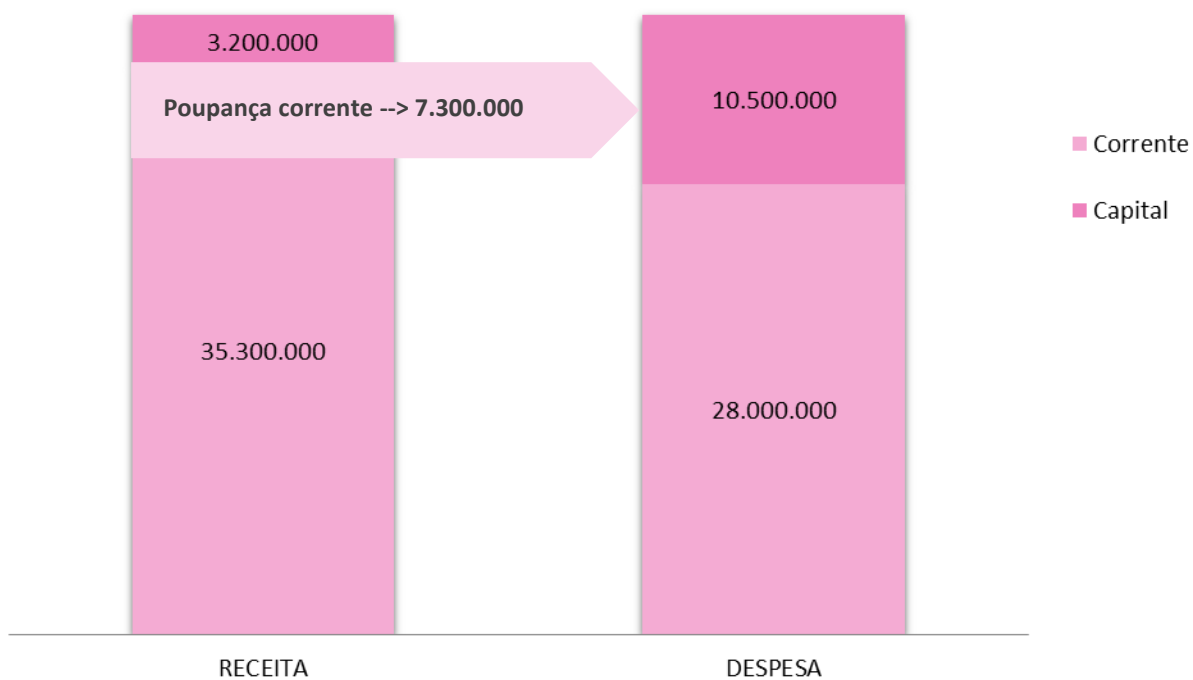 3.200.000
Poupança corrente --> 7.300.000
10.500.000
Corrente
Capital
35.300.000
28.000.000
RECEITA
DESPESA